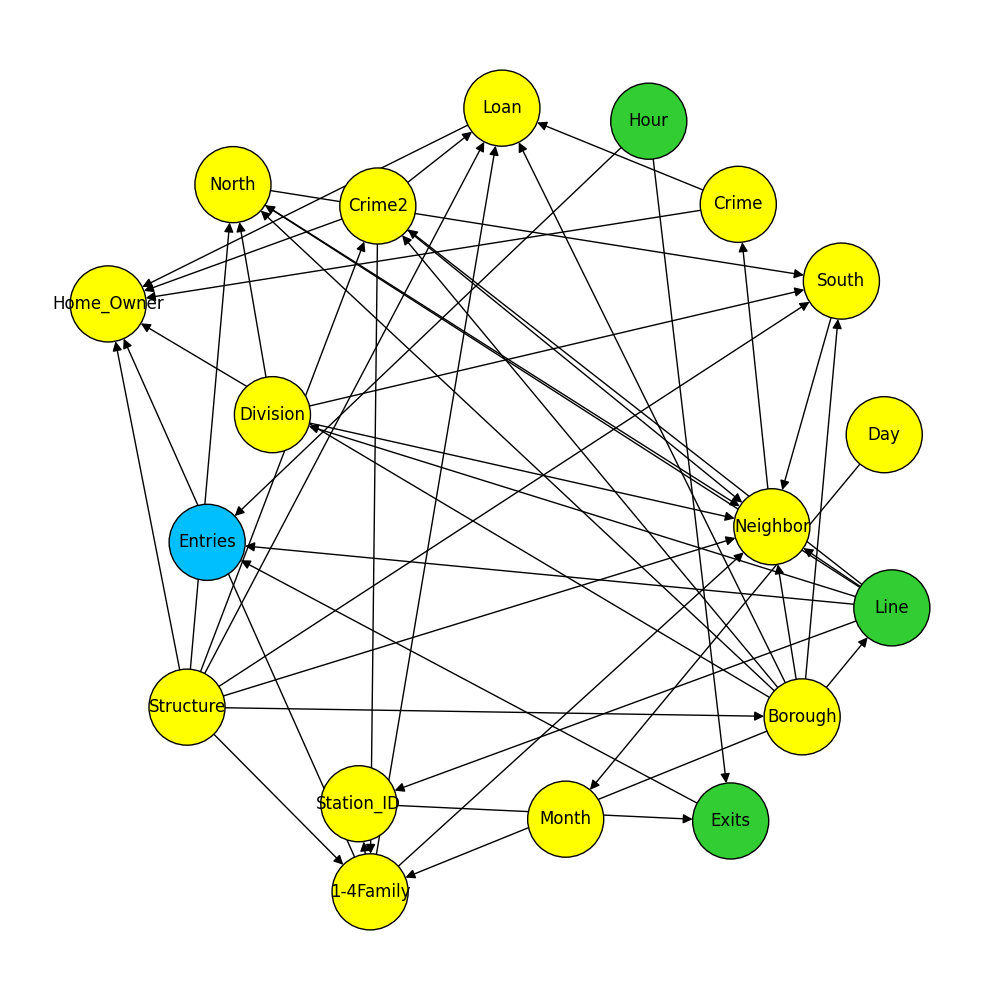 Loan
Hour
North
Crime2
Crime
South
Home_Owner
Division
Day
Neighbor
Entries
Line
Structure
Borough
Station_ID
Month
Exits
1-4Family